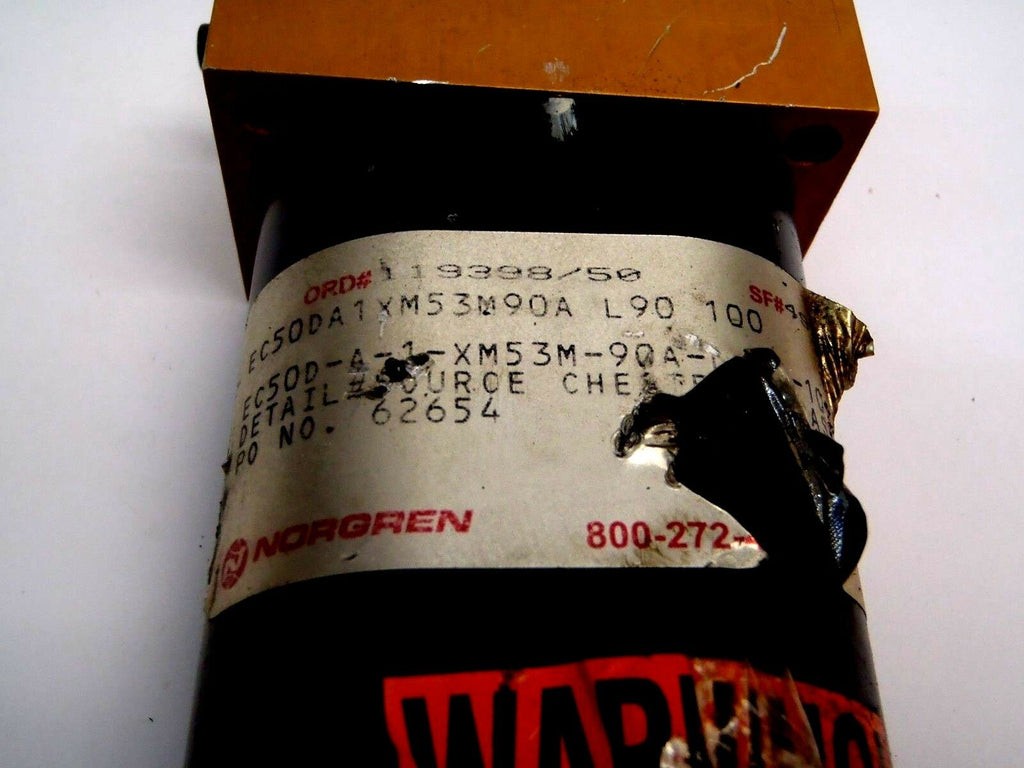 ORD# 119398/50
SF#
EC50DA1XM53M90A L90 100
EC50D-A-1-XM53M-90A-
DETAIL #SOURCE
PO NO. 62654
NORGREN
800-272-
WARNING